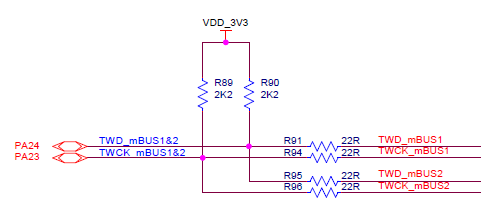 VDD_3V3
R89 R90
2K2 2K2
PA24 TWD_mBUS1&2 R91 22R TWD_mBUS1
PA23 TWCK_mBUS1&2 R94 22R TWCK_mBUS1
R95 22R TWD_mBUS2
R96 22R TWCK_mBUS2